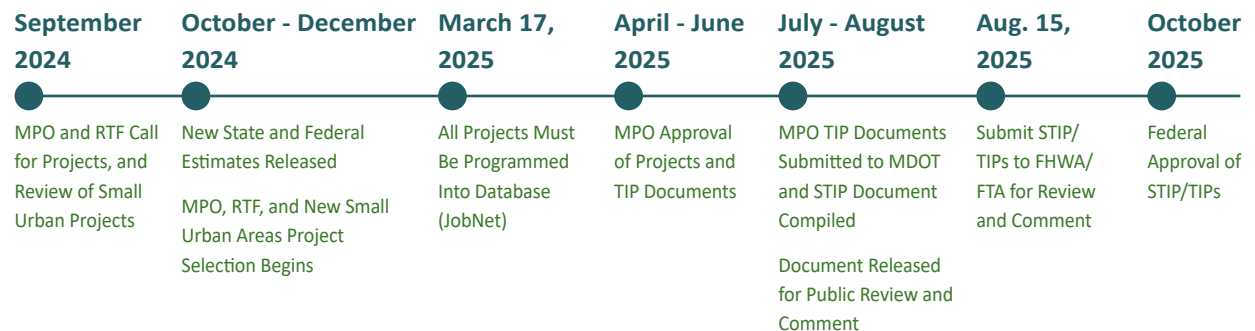 September
2024
MPO and RTF Call
for Projects, and
Review of Small
Urban Projects
October - December
2024
New State and Federal
Estimates Released
MPO, RTF, and New Small
Urban Areas Project
Selection Begins
March 17,
2025
All Projects Must
Be Programmed
Into Database
(JobNet)
April - June
2025
MPO Approval
of Projects and
TIP Documents
July - August
2025
MPO TIP Documents
Submitted to MDOT
and STIP Document
Compiled
Document Released
for Public Review and
Comment
Aug. 15,
2025
Submit STIP/
TIPs to FHWA/
FTA for Review
and Comment
October
2025
Federal
Approval of
STIP/TIPs